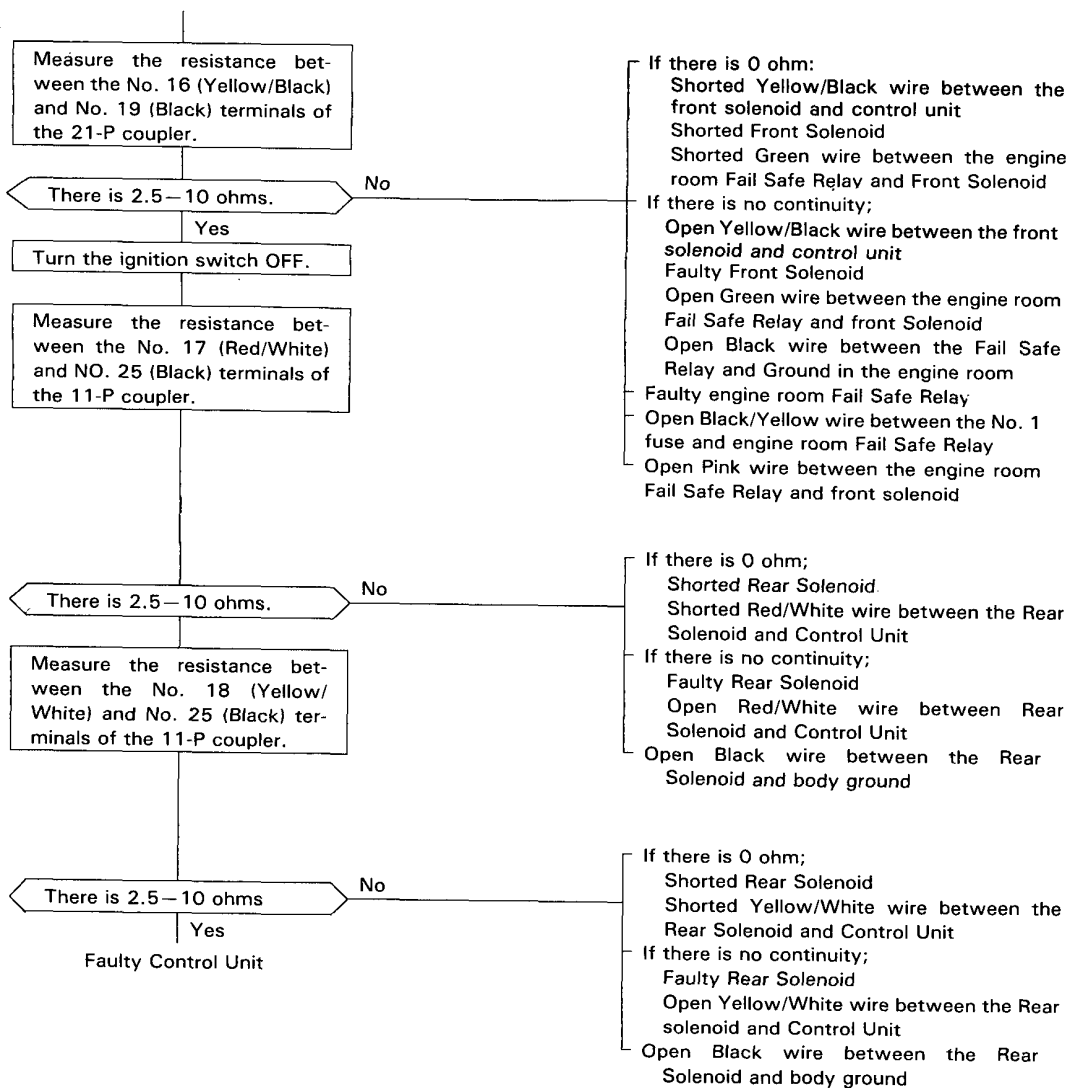 Measure the resistance bet-
ween the No. 16 (Yellow/Black)
and No. 19 (Black) terminals of
the 21-P coupler.
There is 2.5—10 ohms.
No
If there is 0 ohm:
Shorted Yellow/Black wire between the
front solenoid and control unit
Shorted Front Solenoid
Shorted Green wire between the engine
room Fail Safe Relay and Front Solenoid
If there is no continuity;
Open Yellow/Black wire between the front
solenoid and control unit
Faulty Front Solenoid
Open Green wire between the engine room
Fail Safe Relay and front Solenoid
Open Black wire between the Fail Safe
Relay and Ground in the engine room
Faulty engine room Fail Safe Relay
Open Black/Yellow wire between the No. 1
fuse and engine room Fail Safe Relay
Open Pink wire between the engine room
Fail Safe Relay and front solenoid
Yes
Turn the ignition switch OFF.
Measure the resistance bet-
ween the No. 17 (Red/White)
and NO. 25 (Black) terminals of
the 11-P coupler.
There is 2.5—10 ohms.
No
If there is 0 ohm;
Shorted Rear Solenoid
Shorted Red/White wire between the Rear
Solenoid and Control Unit
If there is no continuity;
Faulty Rear Solenoid
Open Red/White wire between Rear
Solenoid and Control Unit
Open Black wire between the Rear
Solenoid and body ground
Measure the resistance bet-
ween the No. 18 (Yellow/
White) and No. 25 (Black) ter-
minals of the 11-P coupler.
There is 2.5—10 ohms
No
If there is 0 ohm;
Shorted Rear Solenoid
Shorted Yellow/White wire between the
Rear Solenoid and Control Unit
If there is no continuity;
Faulty Rear Solenoid
Open Yellow/White wire between the Rear
solenoid and Control Unit
Open Black wire between the Rear
Solenoid and body ground
Yes
Faulty Control Unit